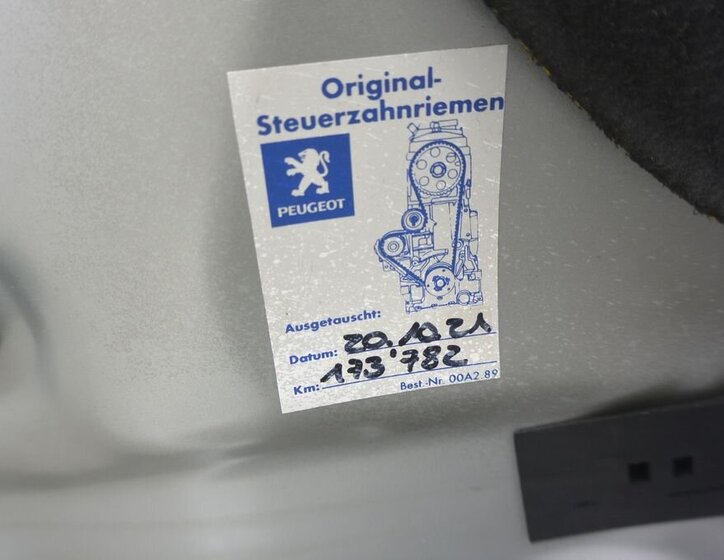 Original-
Steuerzahnriemen
PEUGEOT
Ausgetauscht:
Datum: 20.10.21
Km: 173'782
Best.-Nr. 00A2 89